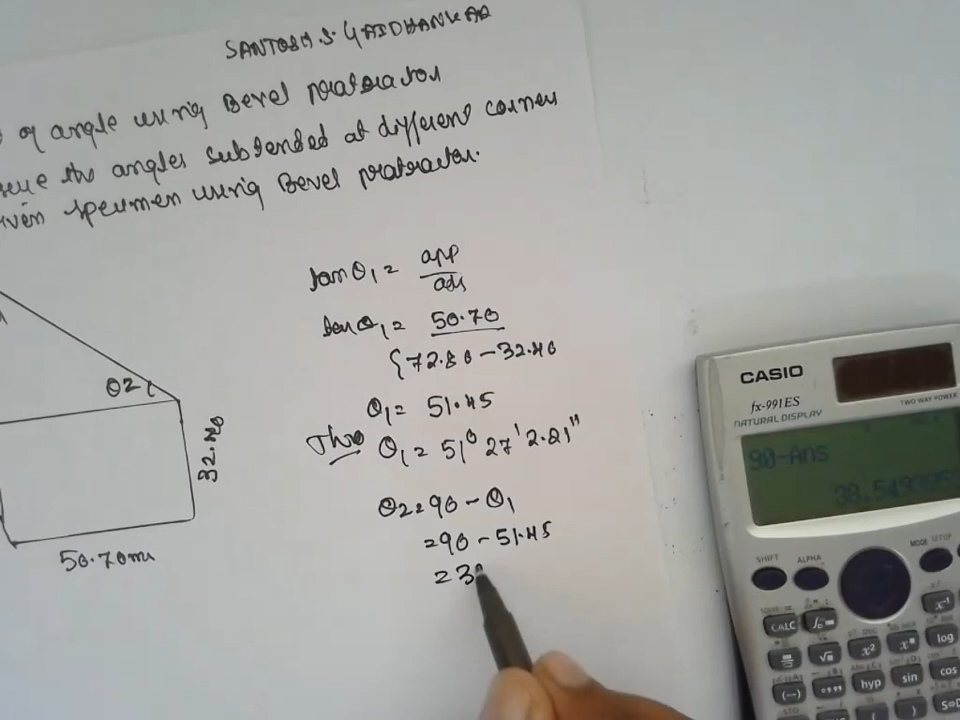 SANTOSH S. GAIDHANKAR
of angle using Bevel protractor
the angles subtended at different corners
given specimen using Bevel protractor.
tanθ1 = opp
adj
tanθ1 = 50.70
{72.80 - 32.40
θ1 = 51.45
θ1 = 51° 27' 2.21"
θ2 = 90 - θ1
= 90 - 51.45
= 38
θ2
32.40
50.70mm
CASIO
fx-991ES
NATURAL DISPLAY
TWO WAY POWER
90-Ans
SHIFT
ALPHA
MODE SETUP
CALC
x²
log
hyp
sin
cos
(-)